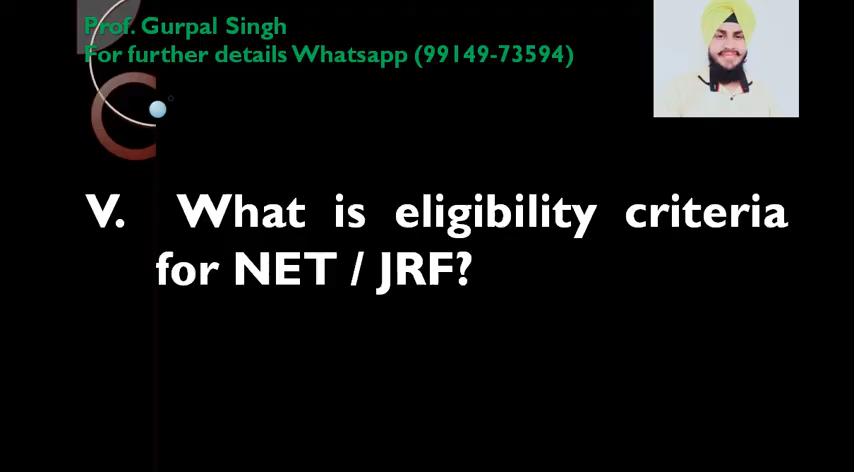 Prof. Gurpal Singh
For further details Whatsapp (99149-73594)
V. What is eligibility criteria
for NET / JRF?